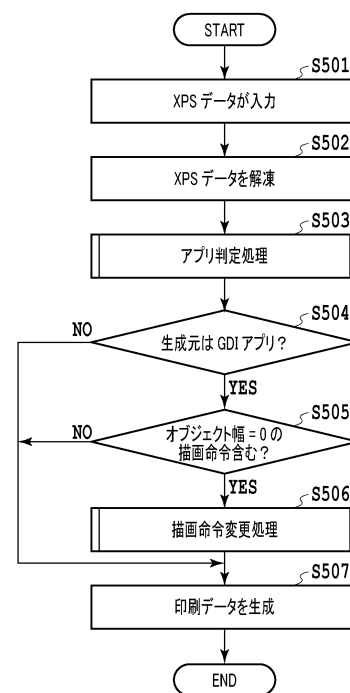 START
S501
XPS データが入力
S502
XPS データを解凍
S503
アプリ判定処理
S504
生成元は GDI アプリ？
NO
YES
S505
オブジェクト幅 = 0 の
描画命令含む？
NO
YES
S506
描画命令変更処理
S507
印刷データを生成
END